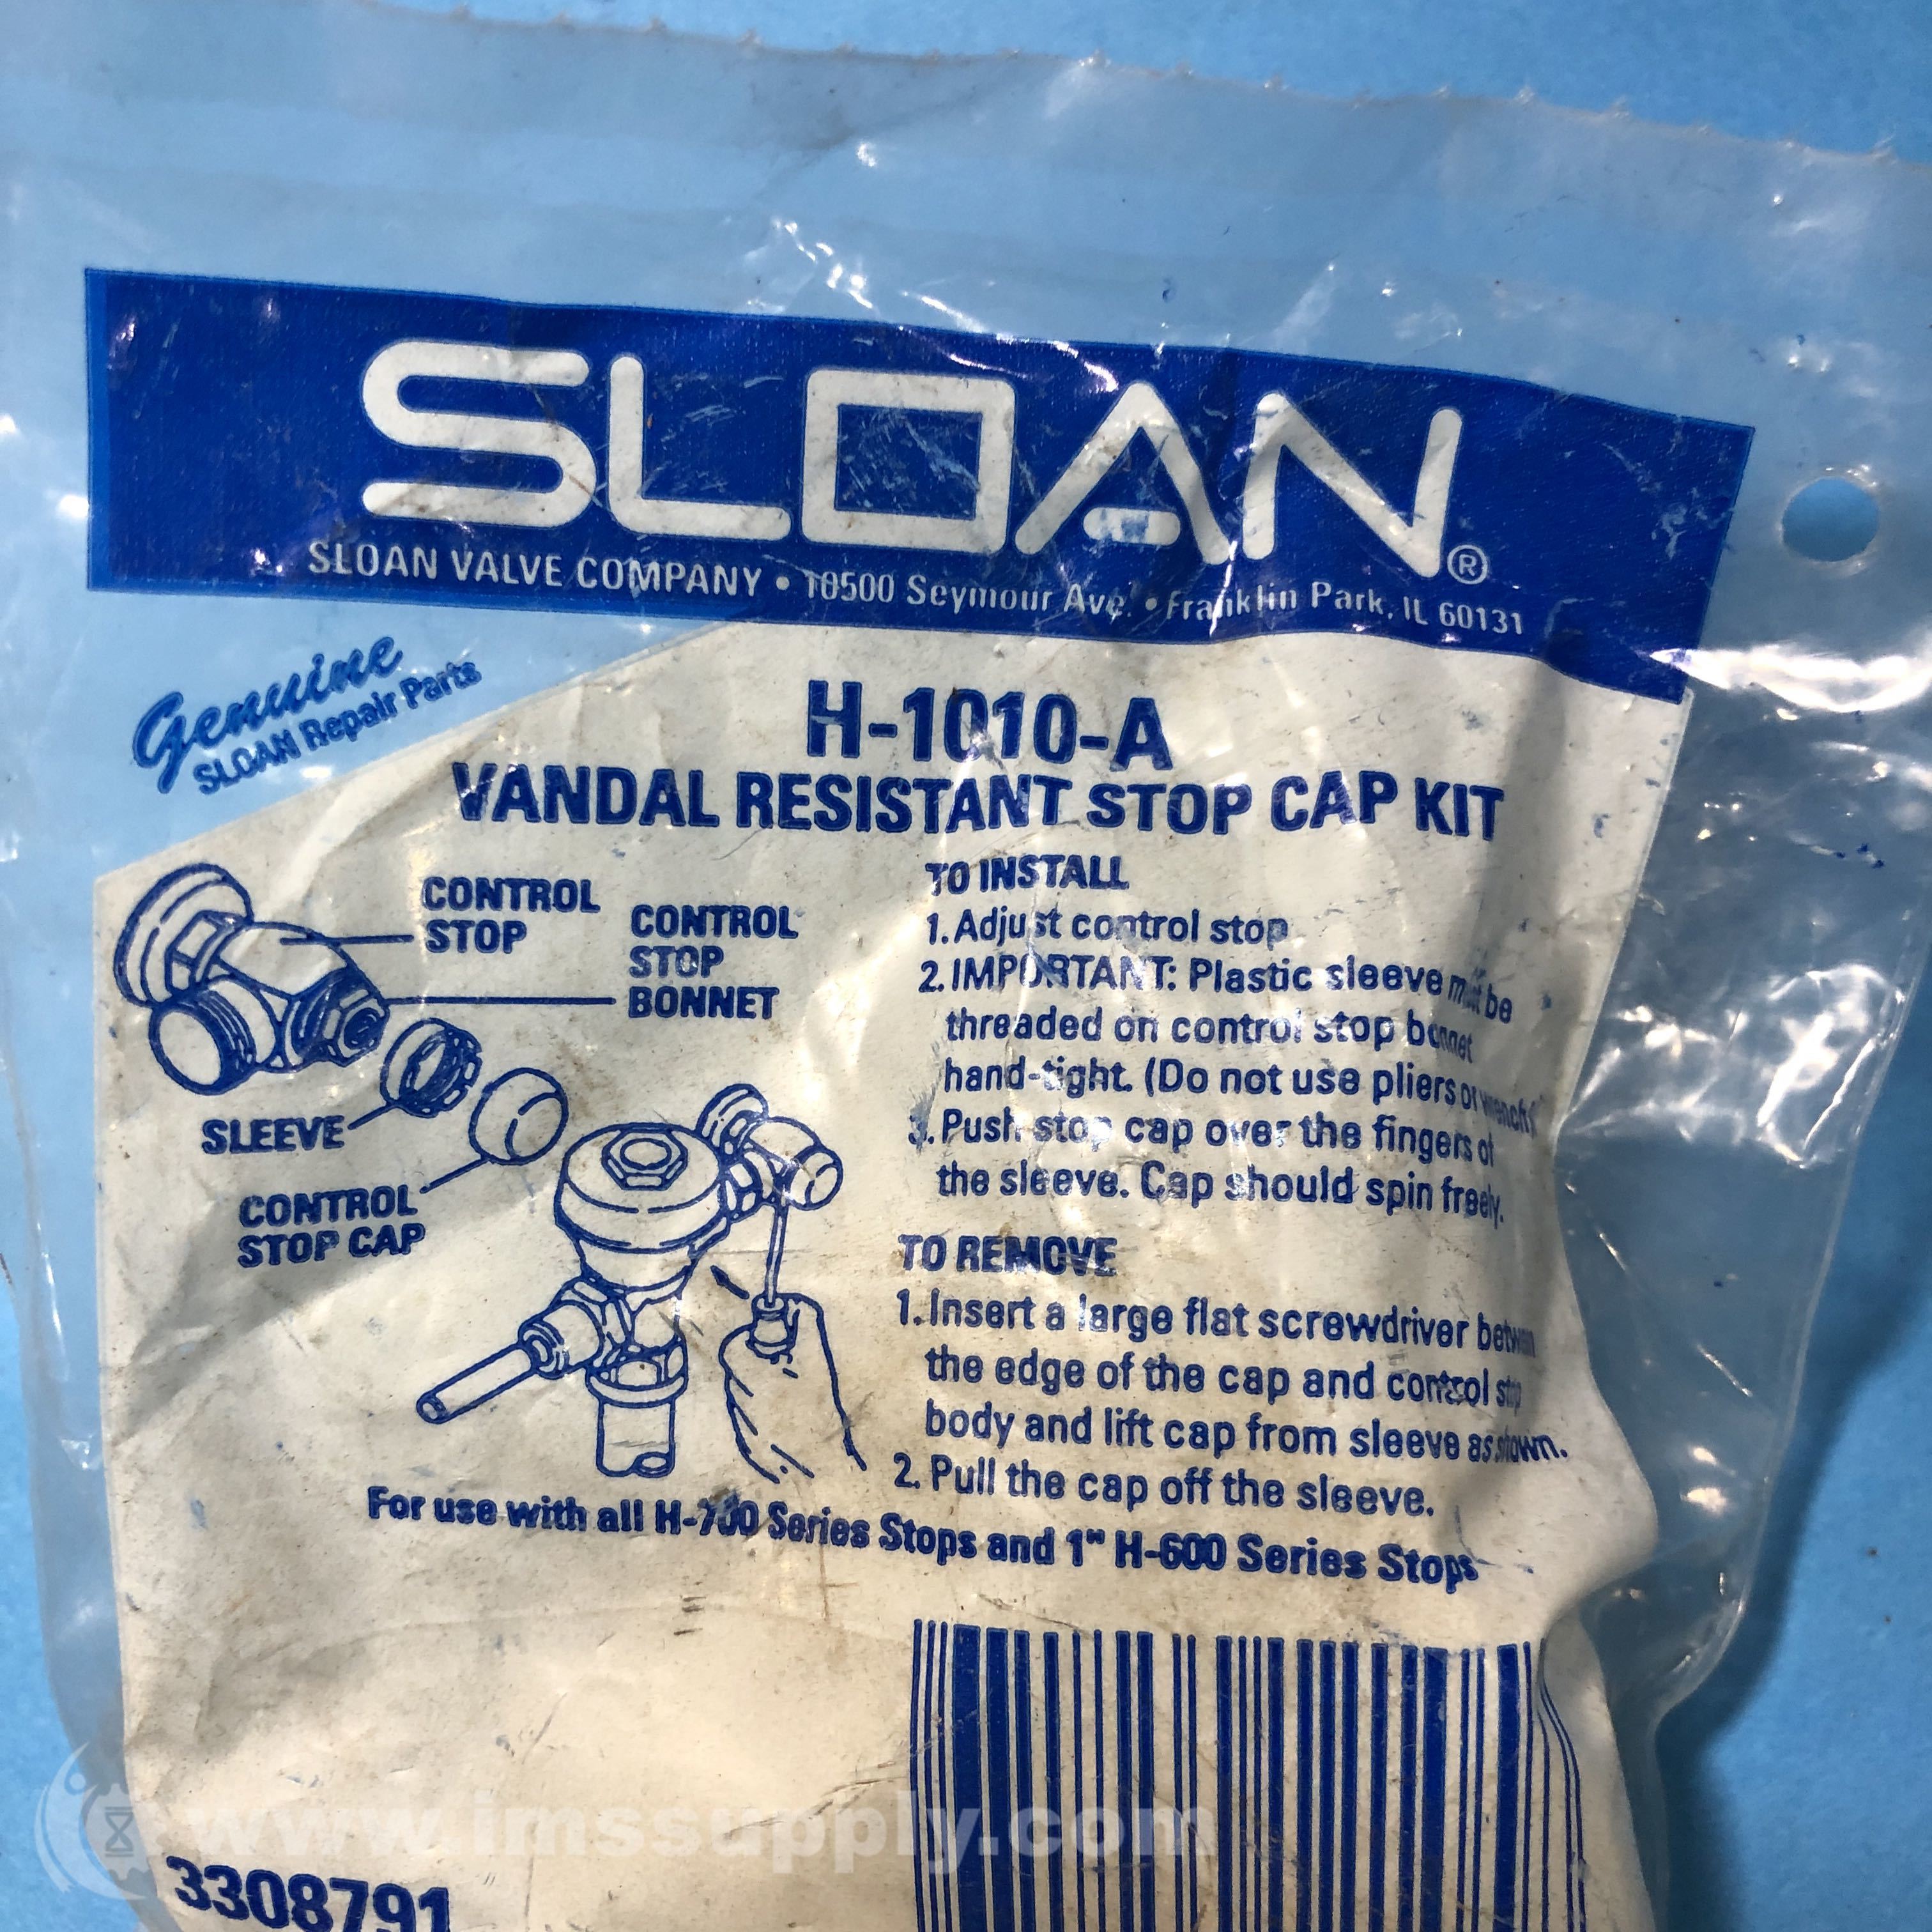 SLOAN®
SLOAN VALVE COMPANY • 10500 Seymour Ave. • Franklin Park, IL 60131
Genuine
SLOAN Repair Parts
H-1010-A
VANDAL RESISTANT STOP CAP KIT
CONTROL
STOP
CONTROL
STOP
BONNET
SLEEVE
CONTROL
STOP CAP
TO INSTALL
1. Adjust control stop
2. IMPORTANT: Plastic sleeve must be
threaded on control stop bonnet
hand-tight. (Do not use pliers or wrench)
3. Push stop cap over the fingers of
the sleeve. Cap should spin freely.
TO REMOVE
1. Insert a large flat screwdriver between
the edge of the cap and control stop
body and lift cap from sleeve as shown.
2. Pull the cap off the sleeve.
For use with all H-700 Series Stops and 1" H-600 Series Stops
www.imssupply.com
3308791